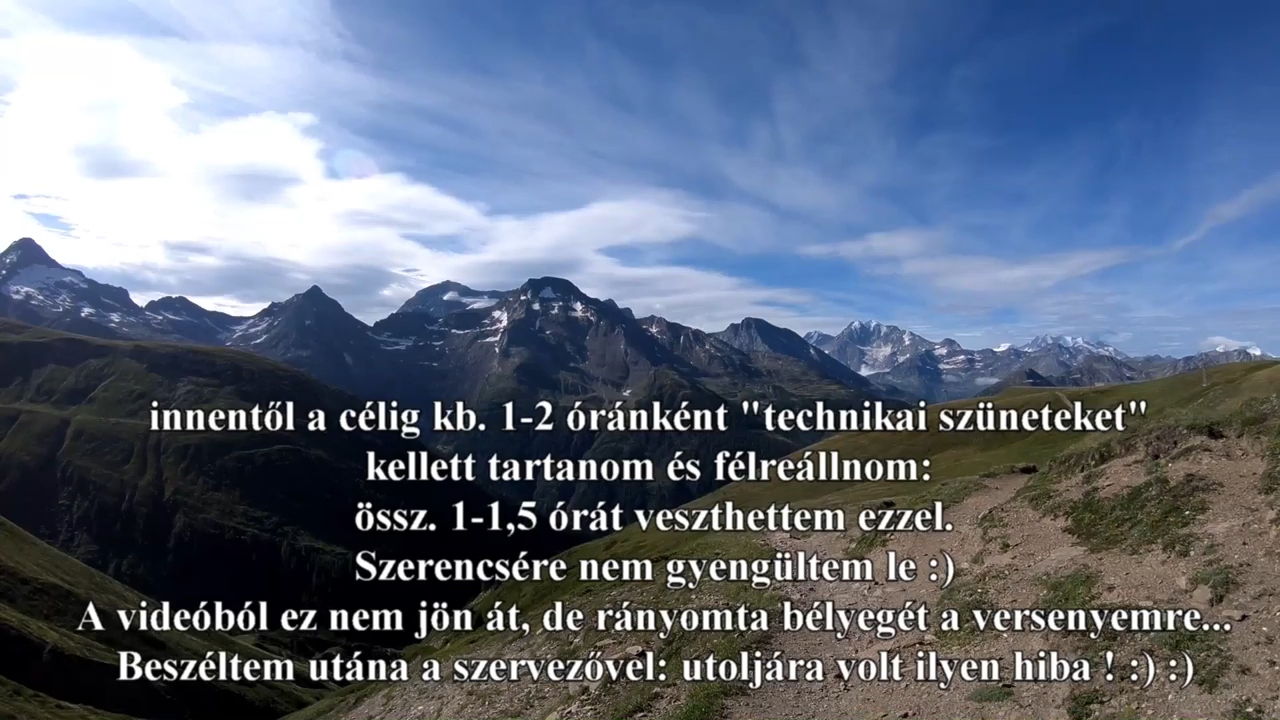 innentől a célig kb. 1-2 óránként "technikai szüneteket"
kellett tartanom és félreállnom:
össz. 1-1,5 órát veszthettem ezzel.
Szerencsére nem gyengültem le :)
A videóból ez nem jön át, de rányomta bélyegét a versenyemre...
Beszéltem utána a szervezővel: utoljára volt ilyen hiba ! :) :)